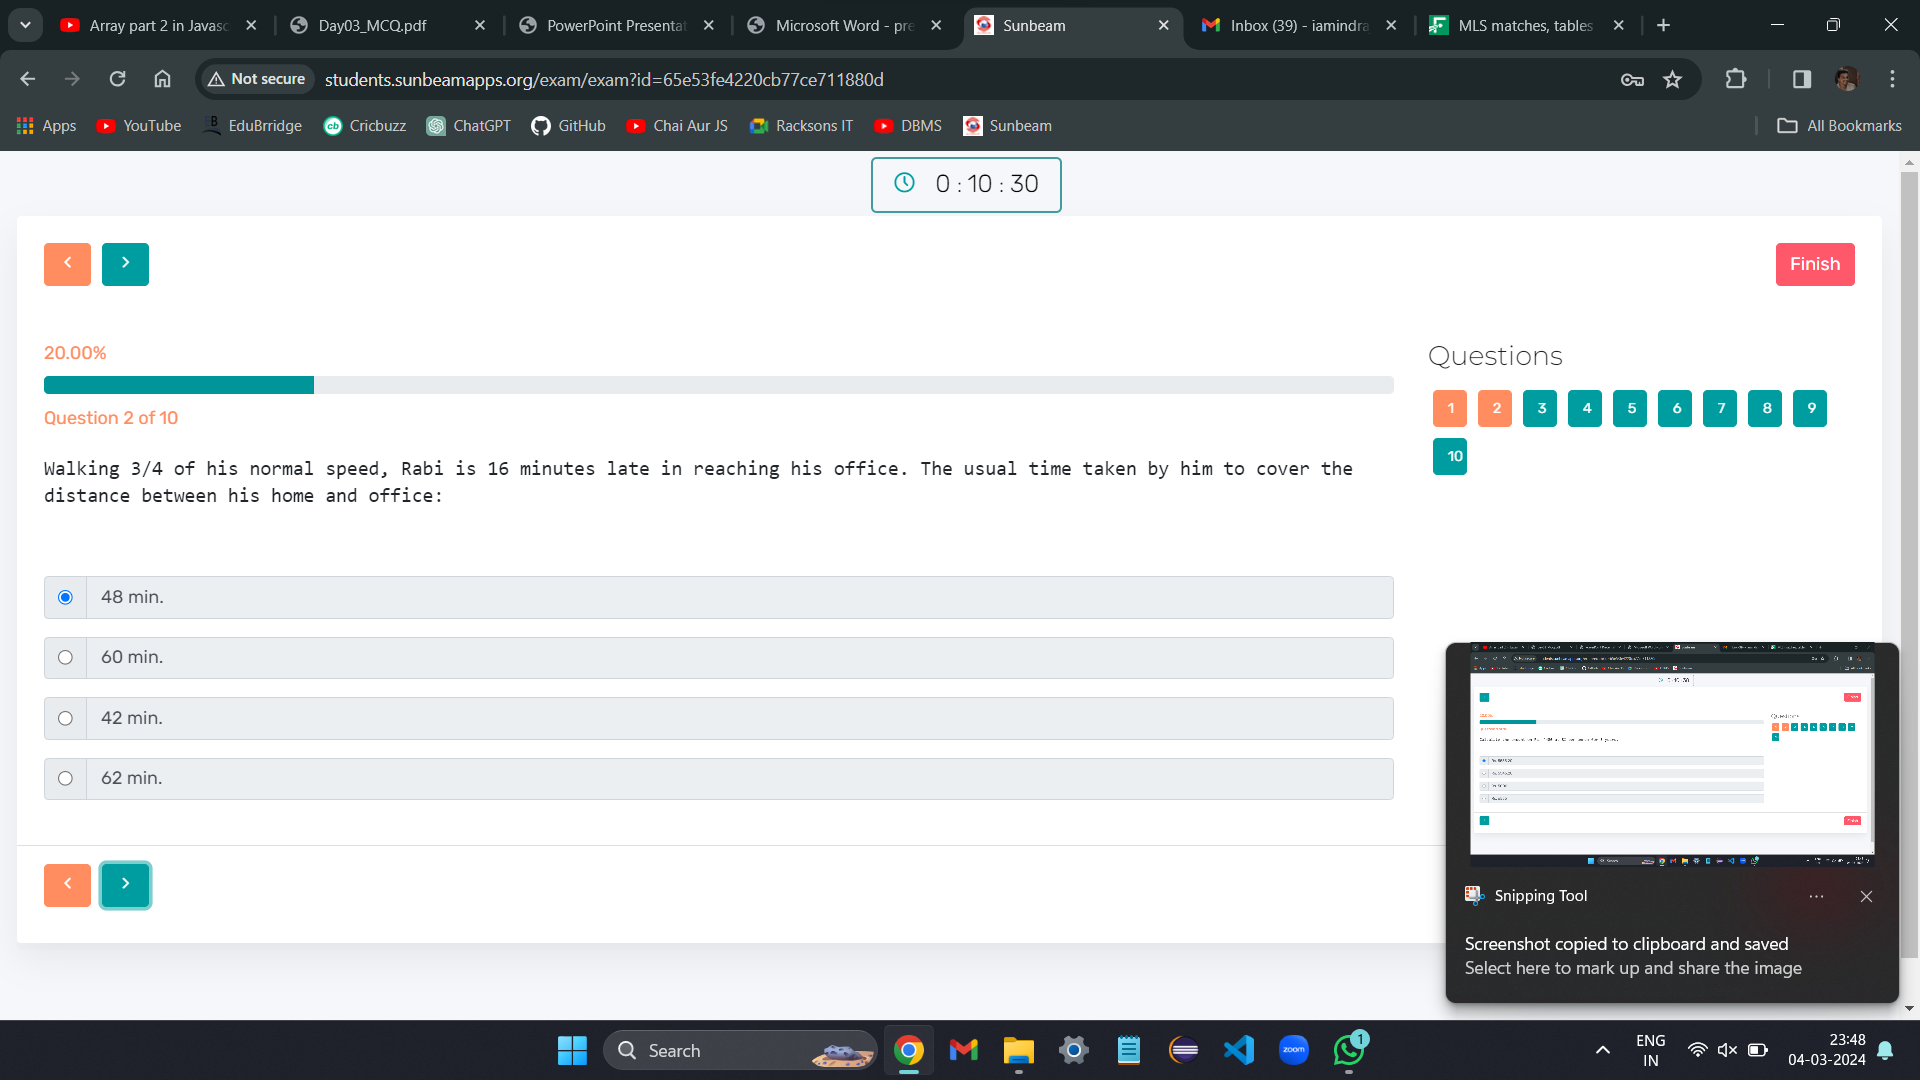 Array part 2 in Javasc
Day03_MCQ.pdf
PowerPoint Presentat
Microsoft Word - pre
Sunbeam
Inbox (39) - iamindra
MLS matches, tables
Not secure
students.sunbeamapps.org/exam/exam?id=65e53fe4220cb77ce711880d
Apps
YouTube
EduBrridge
Cricbuzz
ChatGPT
GitHub
Chai Aur JS
Racksons IT
DBMS
Sunbeam
All Bookmarks
0 : 10 : 30
Finish
20.00%
Question 2 of 10
Walking 3/4 of his normal speed, Rabi is 16 minutes late in reaching his office. The usual time taken by him to cover the
distance between his home and office:
48 min.
60 min.
42 min.
62 min.
Questions
1 2 3 4 5 6 7 8 9
10
Snipping Tool
Screenshot copied to clipboard and saved
Select here to mark up and share the image
Search
zoom
1
ENG
IN
23:48
04-03-2024